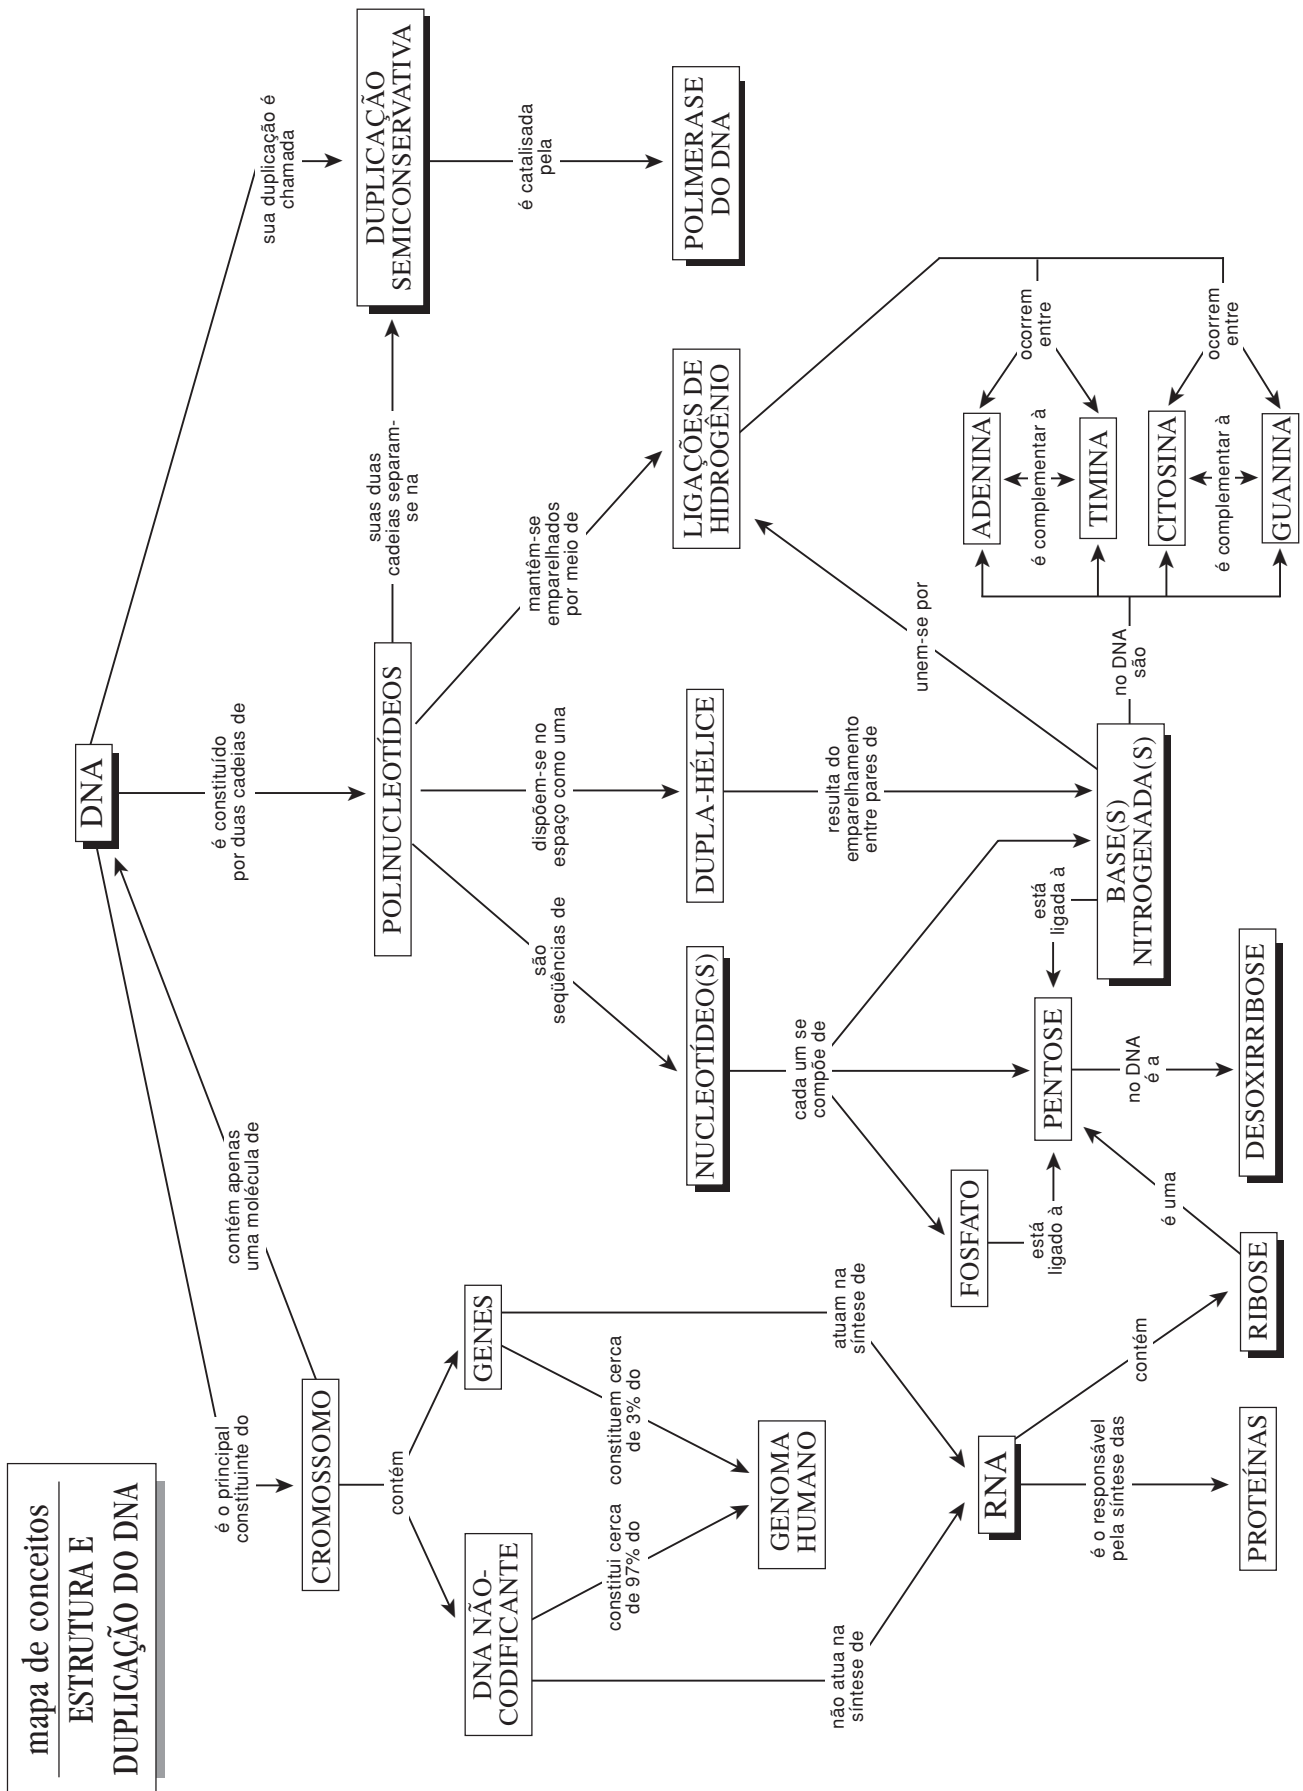 mapa de conceitos
ESTRUTURA E
DUPLICAÇÃO DO DNA
DNA
é o principal
constituinte do
contém apenas
uma molécula de
é constituído
por duas cadeias de
sua duplicação é
chamada
CROMOSSOMO
POLINUCLEOTÍDEOS
suas duas
cadeias separam-
se na
DUPLICAÇÃO
SEMICONSERVATIVA
contém
são
seqüências de
dispõem-se no
espaço como uma
mantêm-se
emparelhados
por meio de
é catalisada
pela
DNA NÃO-
CODIFICANTE
GENES
constitui cerca
de 97% do
constituem cerca
de 3% do
NUCLEOTÍDEO(S)
DUPLA-HÉLICE
LIGAÇÕES DE
HIDROGÊNIO
POLIMERASE
DO DNA
GENOMA
HUMANO
não atua na
síntese de
atuam na
síntese de
cada um se
compõe de
resulta do
emparelhamento
entre pares de
unem-se por
RNA
FOSFATO
está
ligado à
PENTOSE
está
ligada à
BASE(S)
NITROGENADA(S)
no DNA
são
ADENINA
é complementar à
TIMINA
ocorrem
entre
CITOSINA
é complementar à
GUANINA
ocorrem
entre
é o responsável
pela síntese das
contém
é uma
no DNA
é a
PROTEÍNAS
RIBOSE
DESOXIRRIBOSE